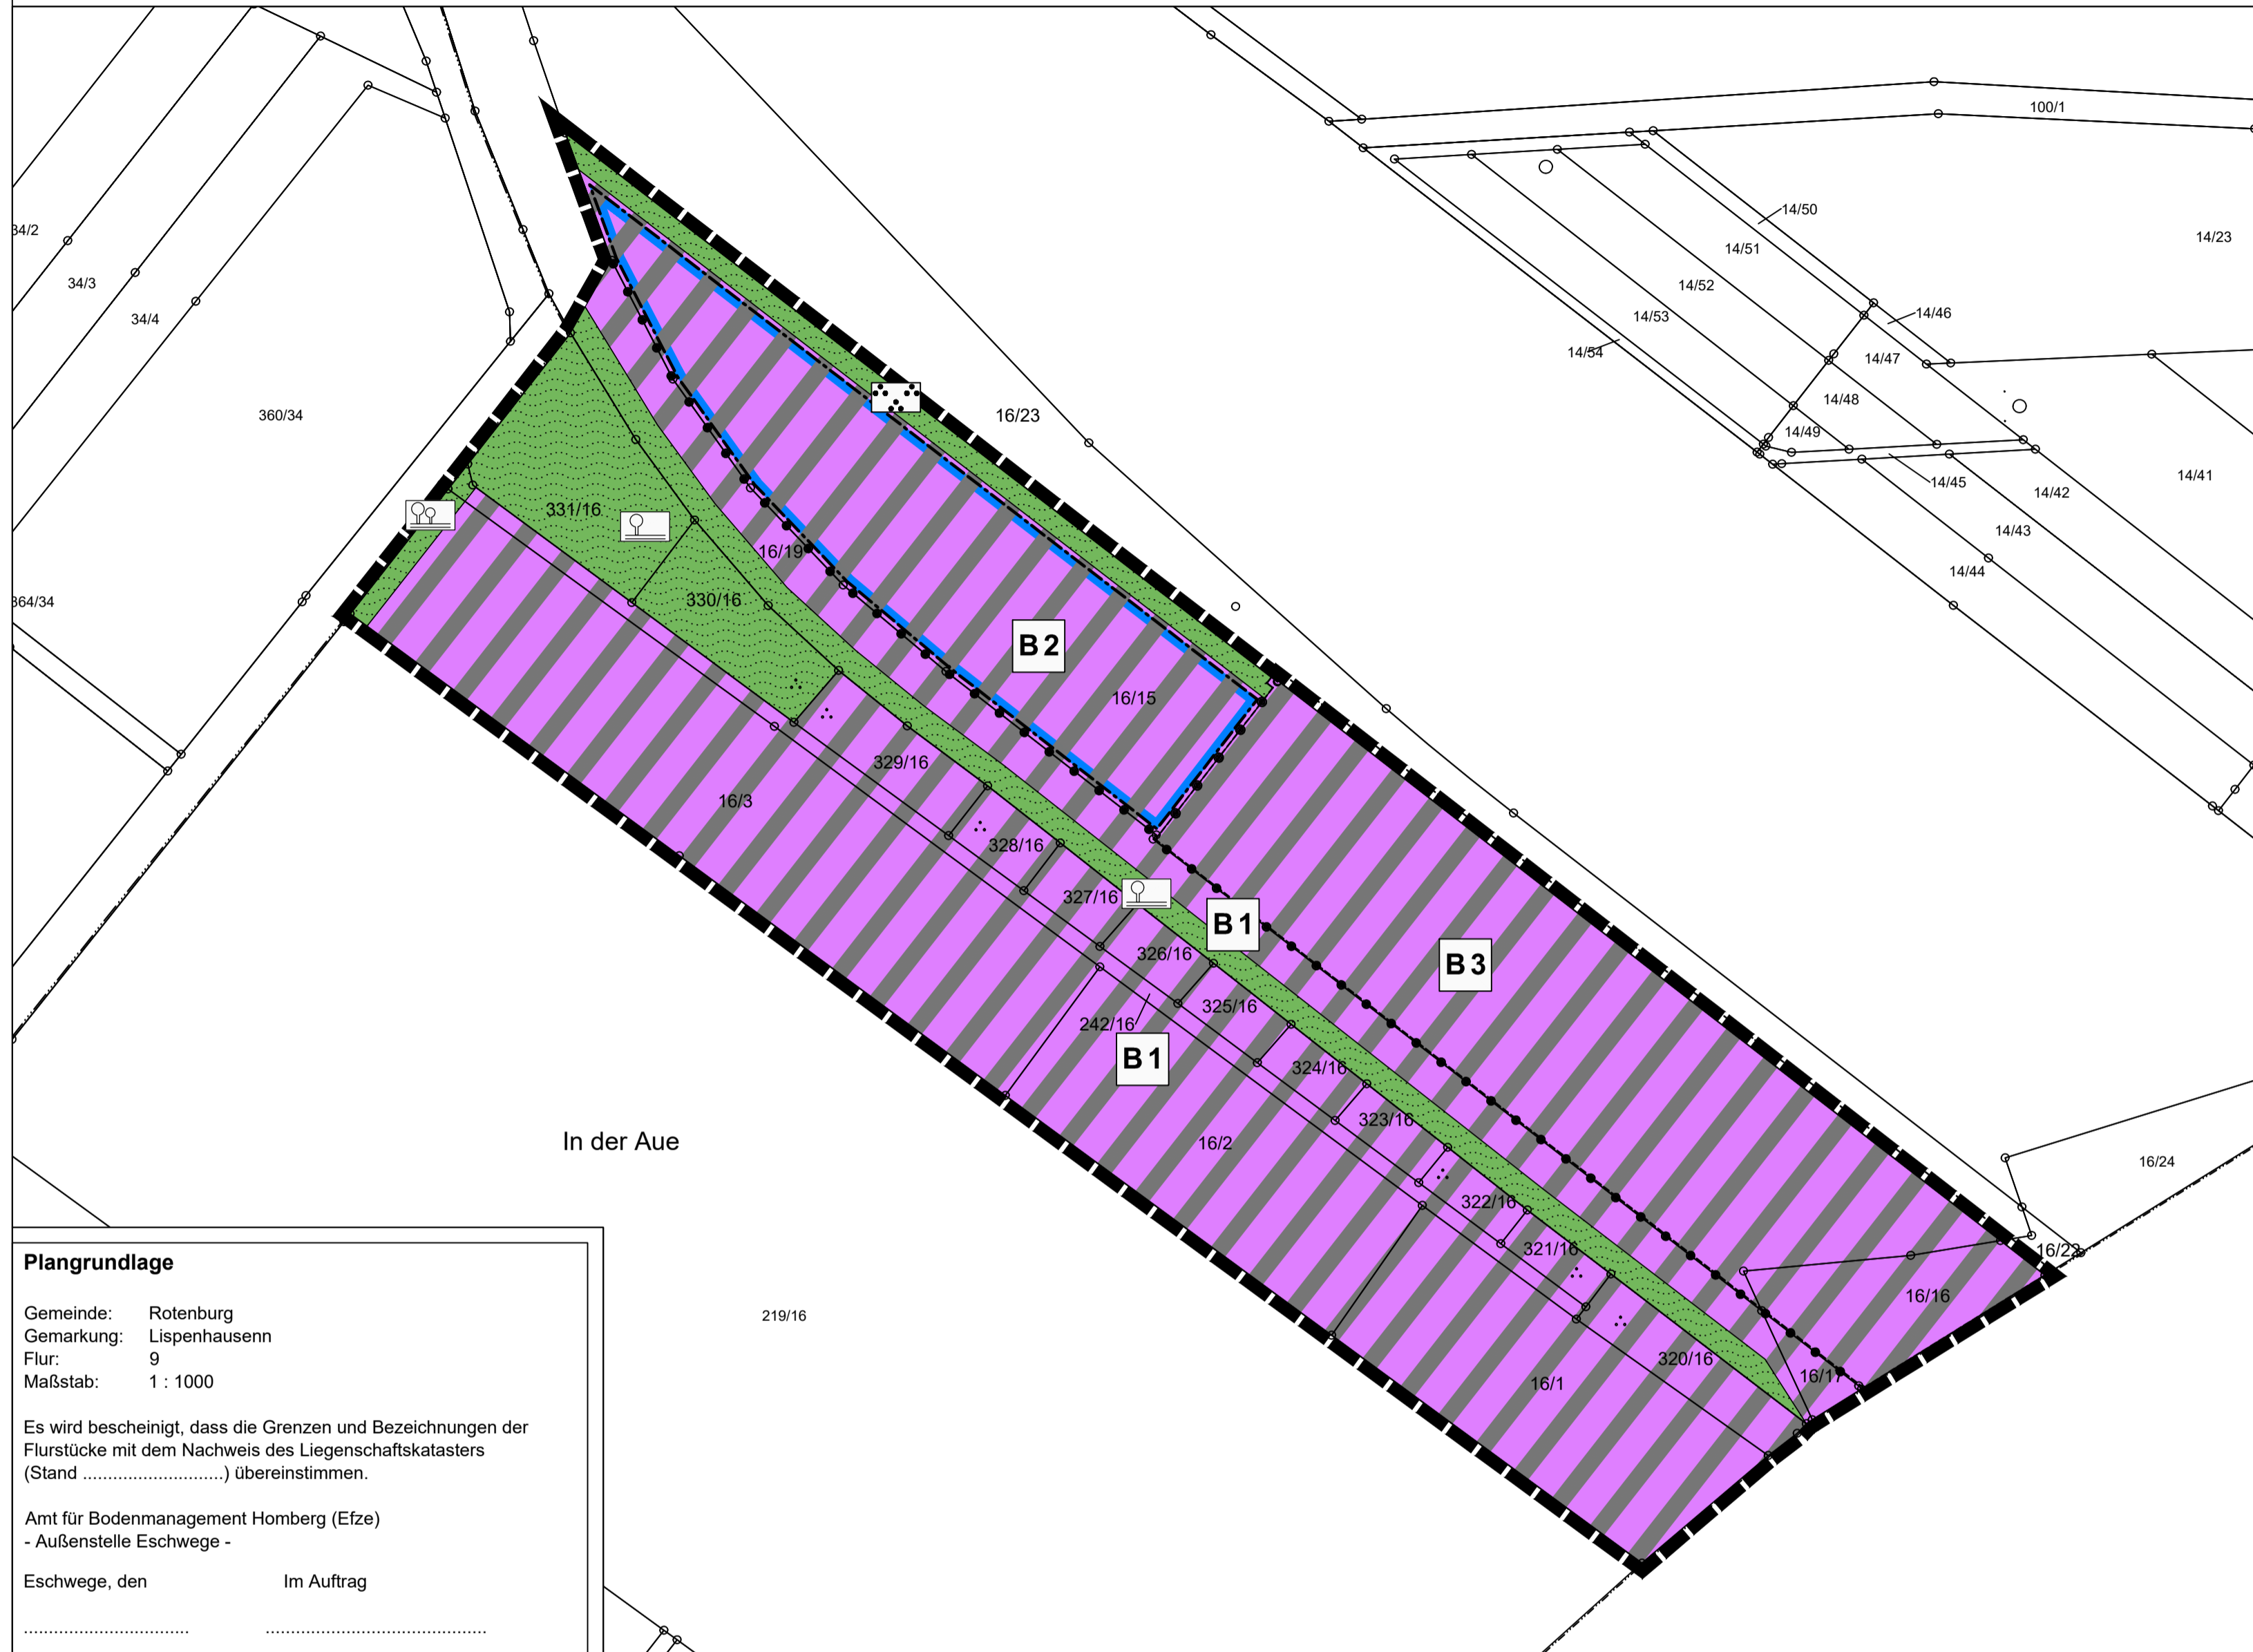 100/1
14/50
14/23
34/2
14/51
34/3
14/52
14/46
34/4
14/53
14/54
14/47
14/48
360/34
16/23
14/49
14/41
14/45
14/42
331/16
14/43
16/19
14/44
364/34
330/16
B 2
16/15
329/16
16/3
328/16
327/16
B 1
326/16
B 3
325/16
242/16
B 1
324/16
323/16
In der Aue
16/2
16/24
322/16
321/16
16/22
16/16
219/16
320/16
16/17
16/1
Plangrundlage
Gemeinde: Rotenburg
Gemarkung: Lispenhausenn
Flur: 9
Maßstab: 1 : 1000
Es wird bescheinigt, dass die Grenzen und Bezeichnungen der
Flurstücke mit dem Nachweis des Liegenschaftskatasters
(Stand ............................) übereinstimmen.
Amt für Bodenmanagement Homberg (Efze)
- Außenstelle Eschwege -
Eschwege, den Im Auftrag
................................. ............................................